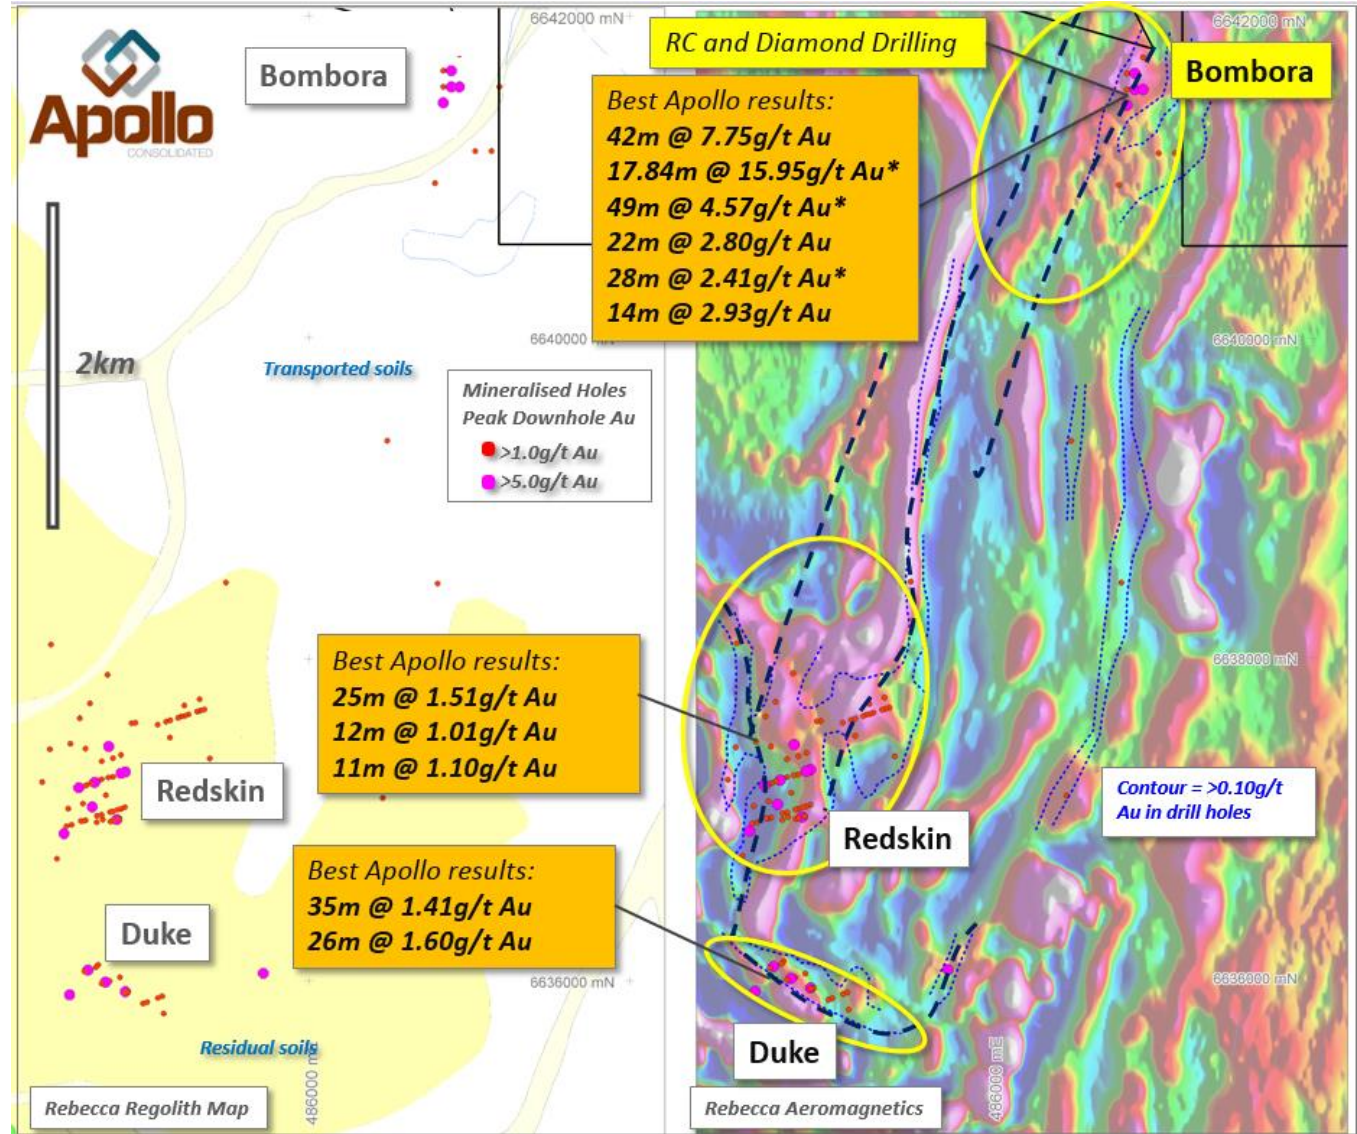 Apollo
CONSOLIDATED
Bombora
6642000 mN
2km
Transported soils
6640000 mN
Mineralised Holes
Peak Downhole Au
>1.0g/t Au
>5.0g/t Au
Best Apollo results:
25m @ 1.51g/t Au
12m @ 1.01g/t Au
11m @ 1.10g/t Au
Redskin
Best Apollo results:
35m @ 1.41g/t Au
26m @ 1.60g/t Au
Duke
6636000 mN
Residual soils
486000 mE
Rebecca Regolith Map
RC and Diamond Drilling
6642000 mN
Bombora
Best Apollo results:
42m @ 7.75g/t Au
17.84m @ 15.95g/t Au*
49m @ 4.57g/t Au*
22m @ 2.80g/t Au
28m @ 2.41g/t Au*
14m @ 2.93g/t Au
6640000 mN
6638000 mN
Contour = >0.10g/t
Au in drill holes
Redskin
6636000 mN
Duke
486000 mE
Rebecca Aeromagnetics